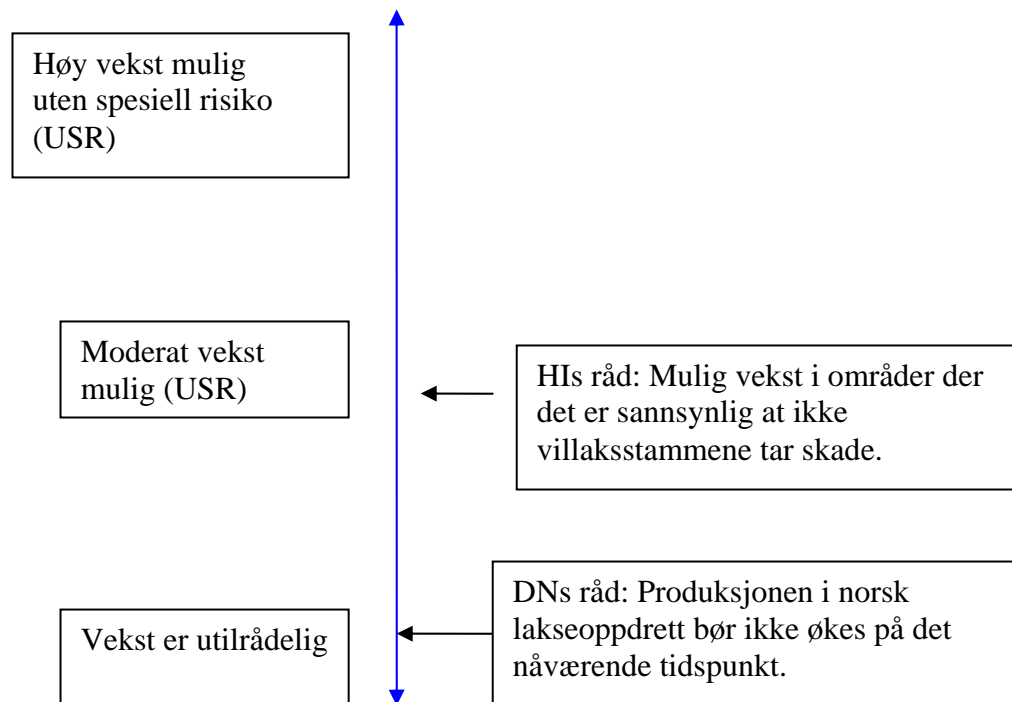 Høy vekst mulig
uten spesiell risiko
(USR)
Moderat vekst
mulig (USR)
HIs råd: Mulig vekst i områder der
det er sannsynlig at ikke
villaksstammene tar skade.
Vekst er utilrådelig
DNs råd: Produksjonen i norsk
lakseoppdrett bør ikke økes på det
nåværende tidspunkt.